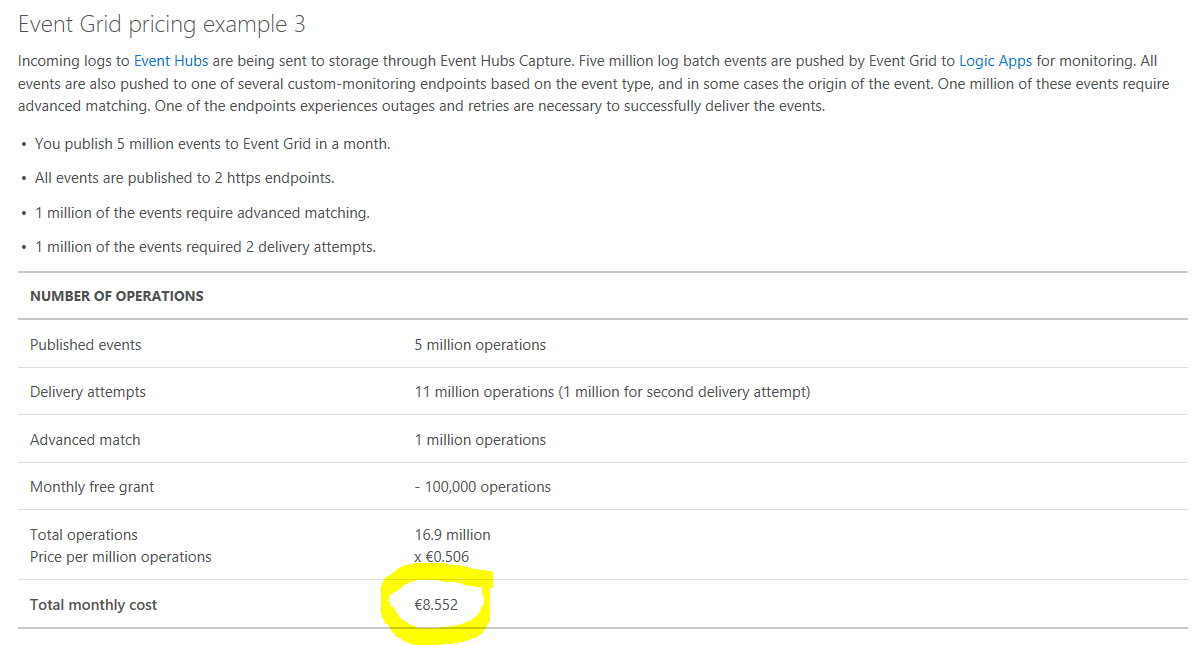 Event Grid pricing example 3
Incoming logs to Event Hubs are being sent to storage through Event Hubs Capture. Five million log batch events are pushed by Event Grid to Logic Apps for monitoring. All
events are also pushed to one of several custom-monitoring endpoints based on the event type, and in some cases the origin of the event. One million of these events require
advanced matching. One of the endpoints experiences outages and retries are necessary to successfully deliver the events.
• You publish 5 million events to Event Grid in a month.
• All events are published to 2 https endpoints.
• 1 million of the events require advanced matching.
• 1 million of the events required 2 delivery attempts.
NUMBER OF OPERATIONS
Published events 5 million operations
Delivery attempts 11 million operations (1 million for second delivery attempt)
Advanced match 1 million operations
Monthly free grant - 100,000 operations
Total operations 16.9 million
Price per million operations x €0.506
Total monthly cost €8.552